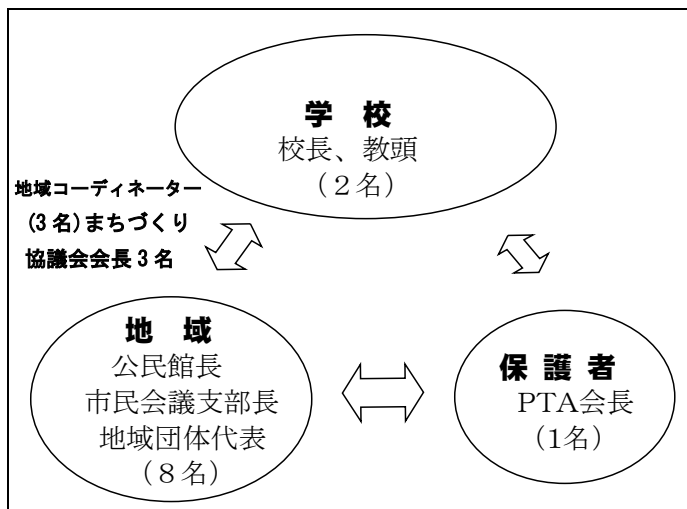 学 校
校長、教頭
(２名)
地域コーディネーター
(3 名)まちづくり
協議会会長 3 名
地 域
公民館長
市民会議支部長
地域団体代表
(８名)
保 護 者
PTA会長
(1名)